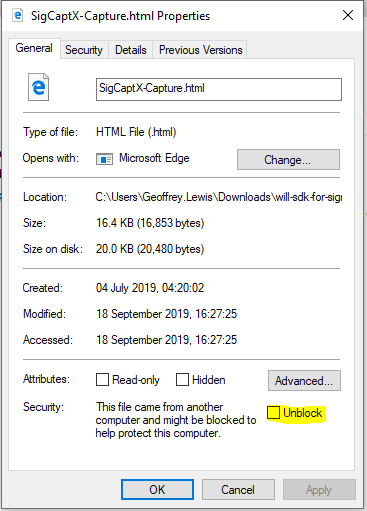 SigCaptX-Capture.html Properties
General Security Details Previous Versions
SigCaptX-Capture.html
Type of file: HTML File (.html)
Opens with: Microsoft Edge Change...
Location: C:\Users\Geoffrey.Lewis\Downloads\will-sdk-for-sig
Size: 16.4 KB (16,853 bytes)
Size on disk: 20.0 KB (20,480 bytes)
Created: 04 July 2019, 04:20:02
Modified: 18 September 2019, 16:27:25
Accessed: 18 September 2019, 16:27:25
Attributes: Read-only Hidden Advanced...
Security: This file came from another Unblock
computer and might be blocked to
help protect this computer.
OK Cancel Apply